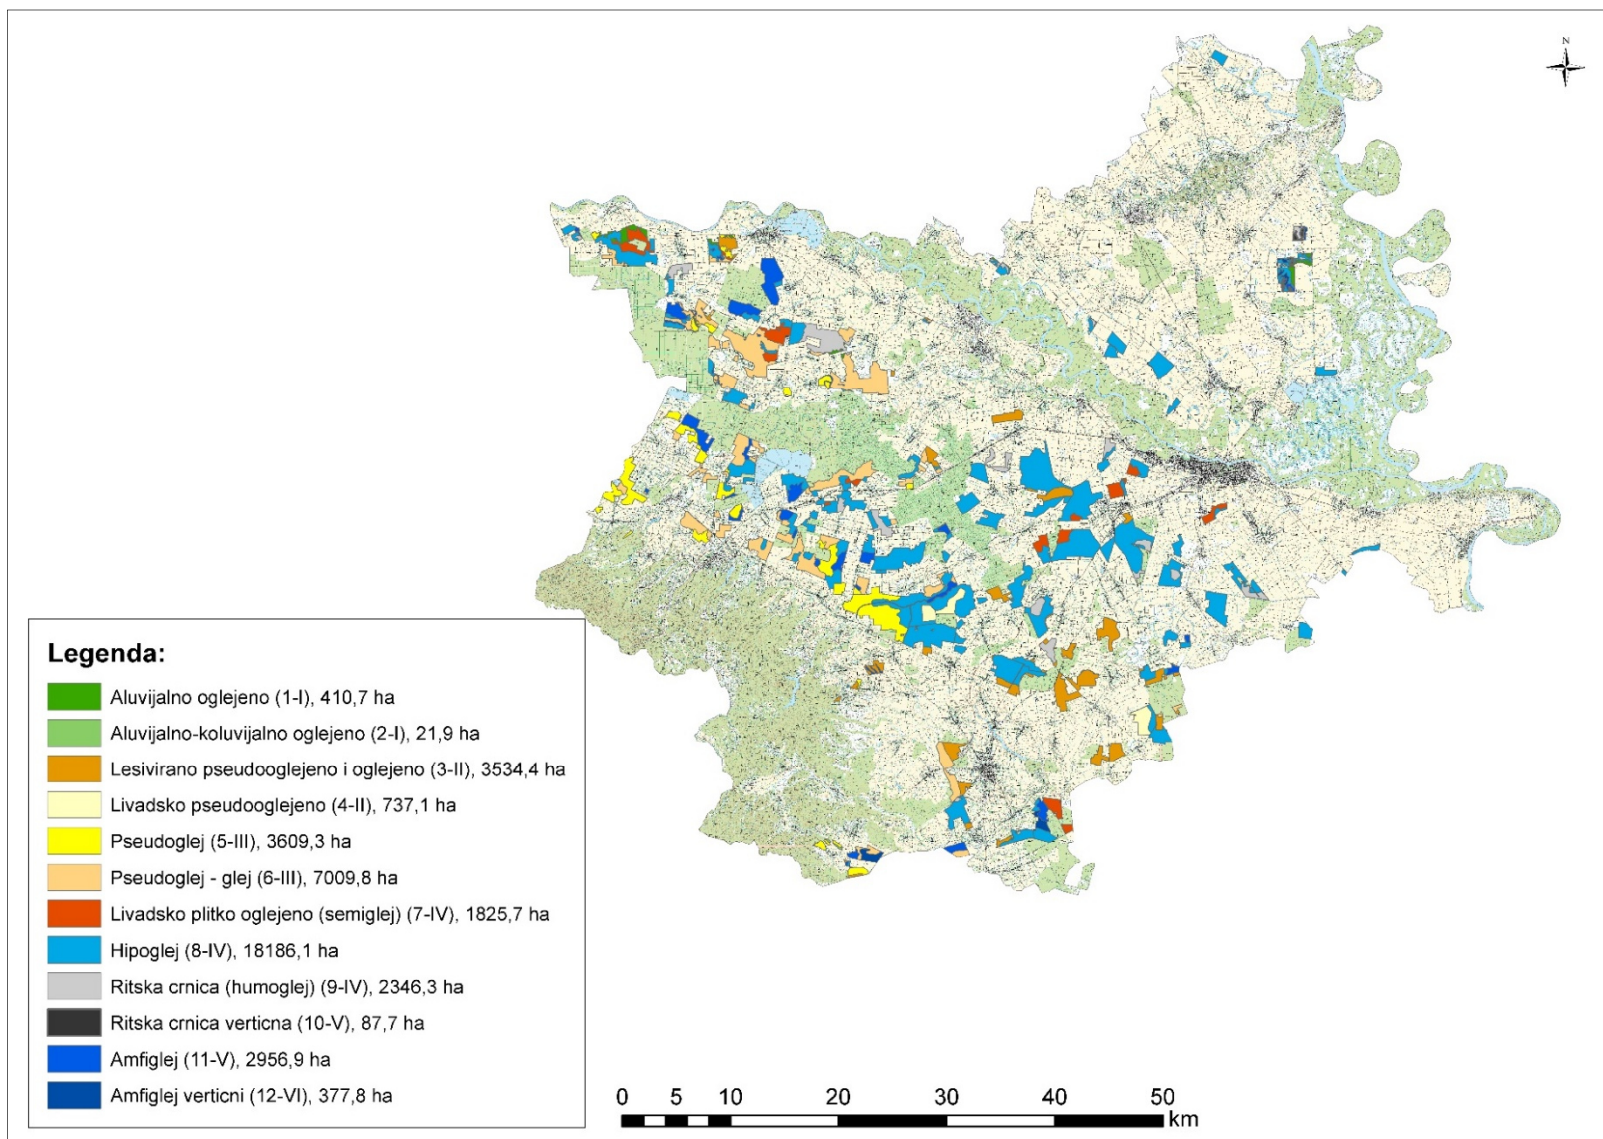 N
Legenda:
Aluvijalno oglejeno (1-I), 410,7 ha
Aluvijalno-koluvijalno oglejeno (2-I), 21,9 ha
Lesivirano pseudooglejeno i oglejeno (3-II), 3534,4 ha
Livadsko pseudooglejeno (4-II), 737,1 ha
Pseudoglej (5-III), 3609,3 ha
Pseudoglej - glej (6-III), 7009,8 ha
Livadsko plitko oglejeno (semiglej) (7-IV), 1825,7 ha
Hipoglej (8-IV), 18186,1 ha
Ritska crnica (humoglej) (9-IV), 2346,3 ha
Ritska crnica verticna (10-V), 87,7 ha
Amfiglej (11-V), 2956,9 ha
Amfiglej verticni (12-VI), 377,8 ha
0 5 10 20 30 40 50
km